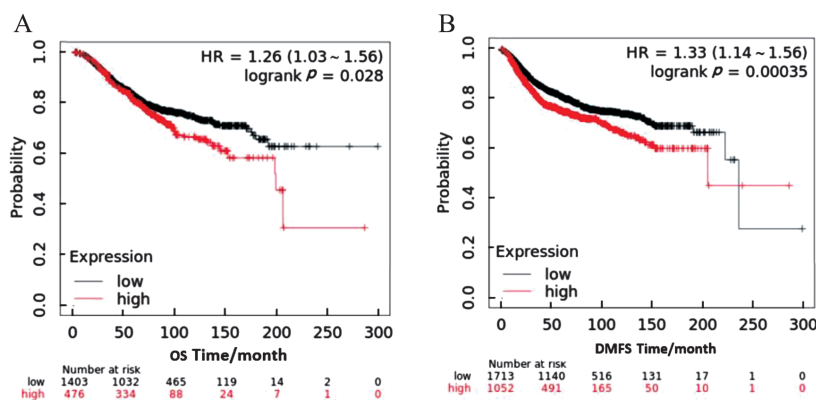 A
HR = 1.26 (1.03 ~ 1.56)
logrank p = 0.028
Probability
1.0
0.8
0.6
0.4
0.2
0.0
Expression
low
high
0 50 100 150 200 250 300
OS Time/month
Number at risk
low 1403 1032 465 119 14 2 0
high 476 334 88 24 7 1 0
B
HR = 1.33 (1.14 ~ 1.56)
logrank p = 0.00035
Probability
1.0
0.8
0.6
0.4
0.2
0.0
Expression
low
high
0 50 100 150 200 250 300
DMFS Time/month
Number at risk
low 1713 1140 516 131 17 1 0
high 1052 491 165 50 10 1 0